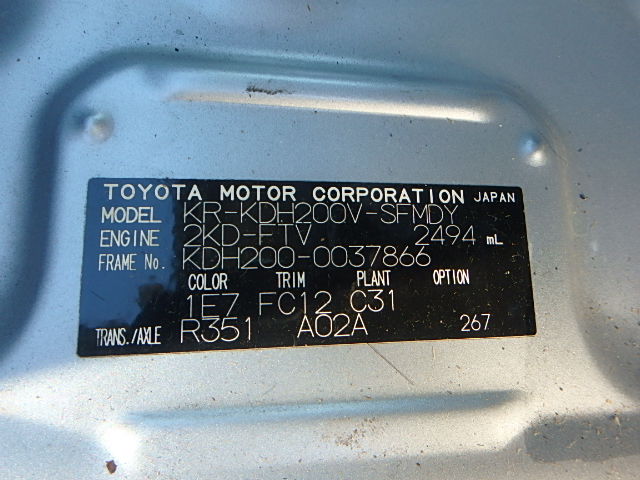 TOYOTA MOTOR CORPORATION JAPAN
MODEL KR-KDH200V-SFMDY
ENGINE 2KD-FTV 2494 mL
FRAME No. KDH200-0037866
COLOR TRIM PLANT OPTION
1E7 FC12 C31
TRANS./AXLE R351 A02A 267